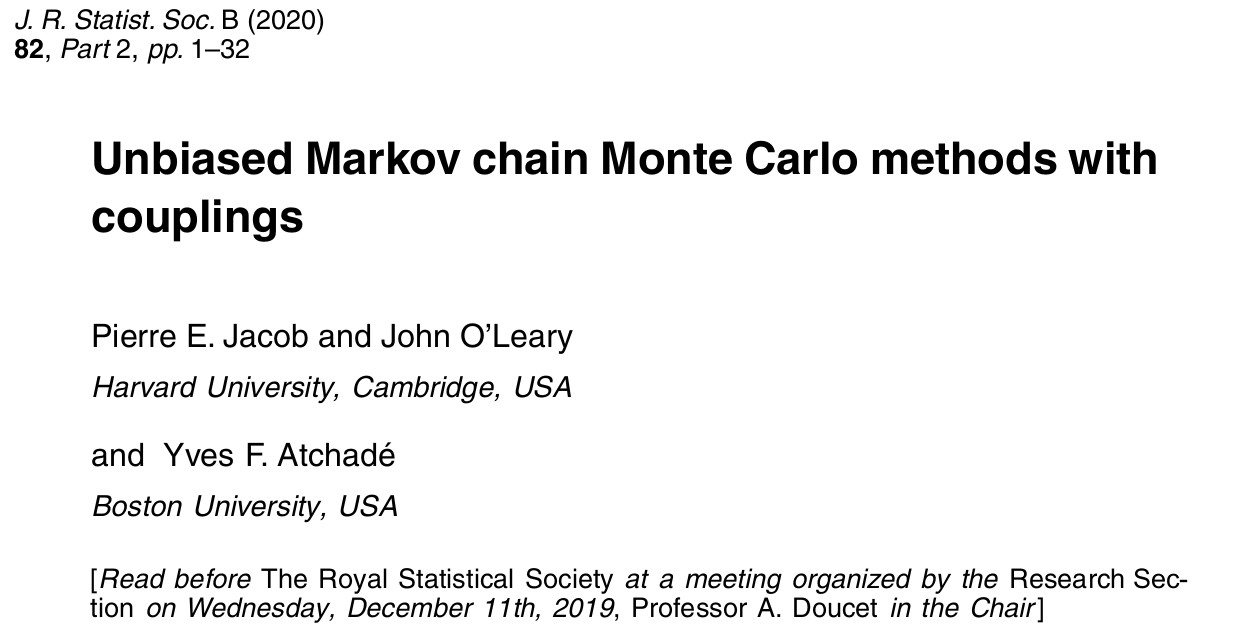 J. R. Statist. Soc. B (2020)
82, Part 2, pp. 1–32
Unbiased Markov chain Monte Carlo methods with
couplings
Pierre E. Jacob and John O’Leary
Harvard University, Cambridge, USA
and Yves F. Atchadé
Boston University, USA
[Read before The Royal Statistical Society at a meeting organized by the Research Sec-
tion on Wednesday, December 11th, 2019, Professor A. Doucet in the Chair]